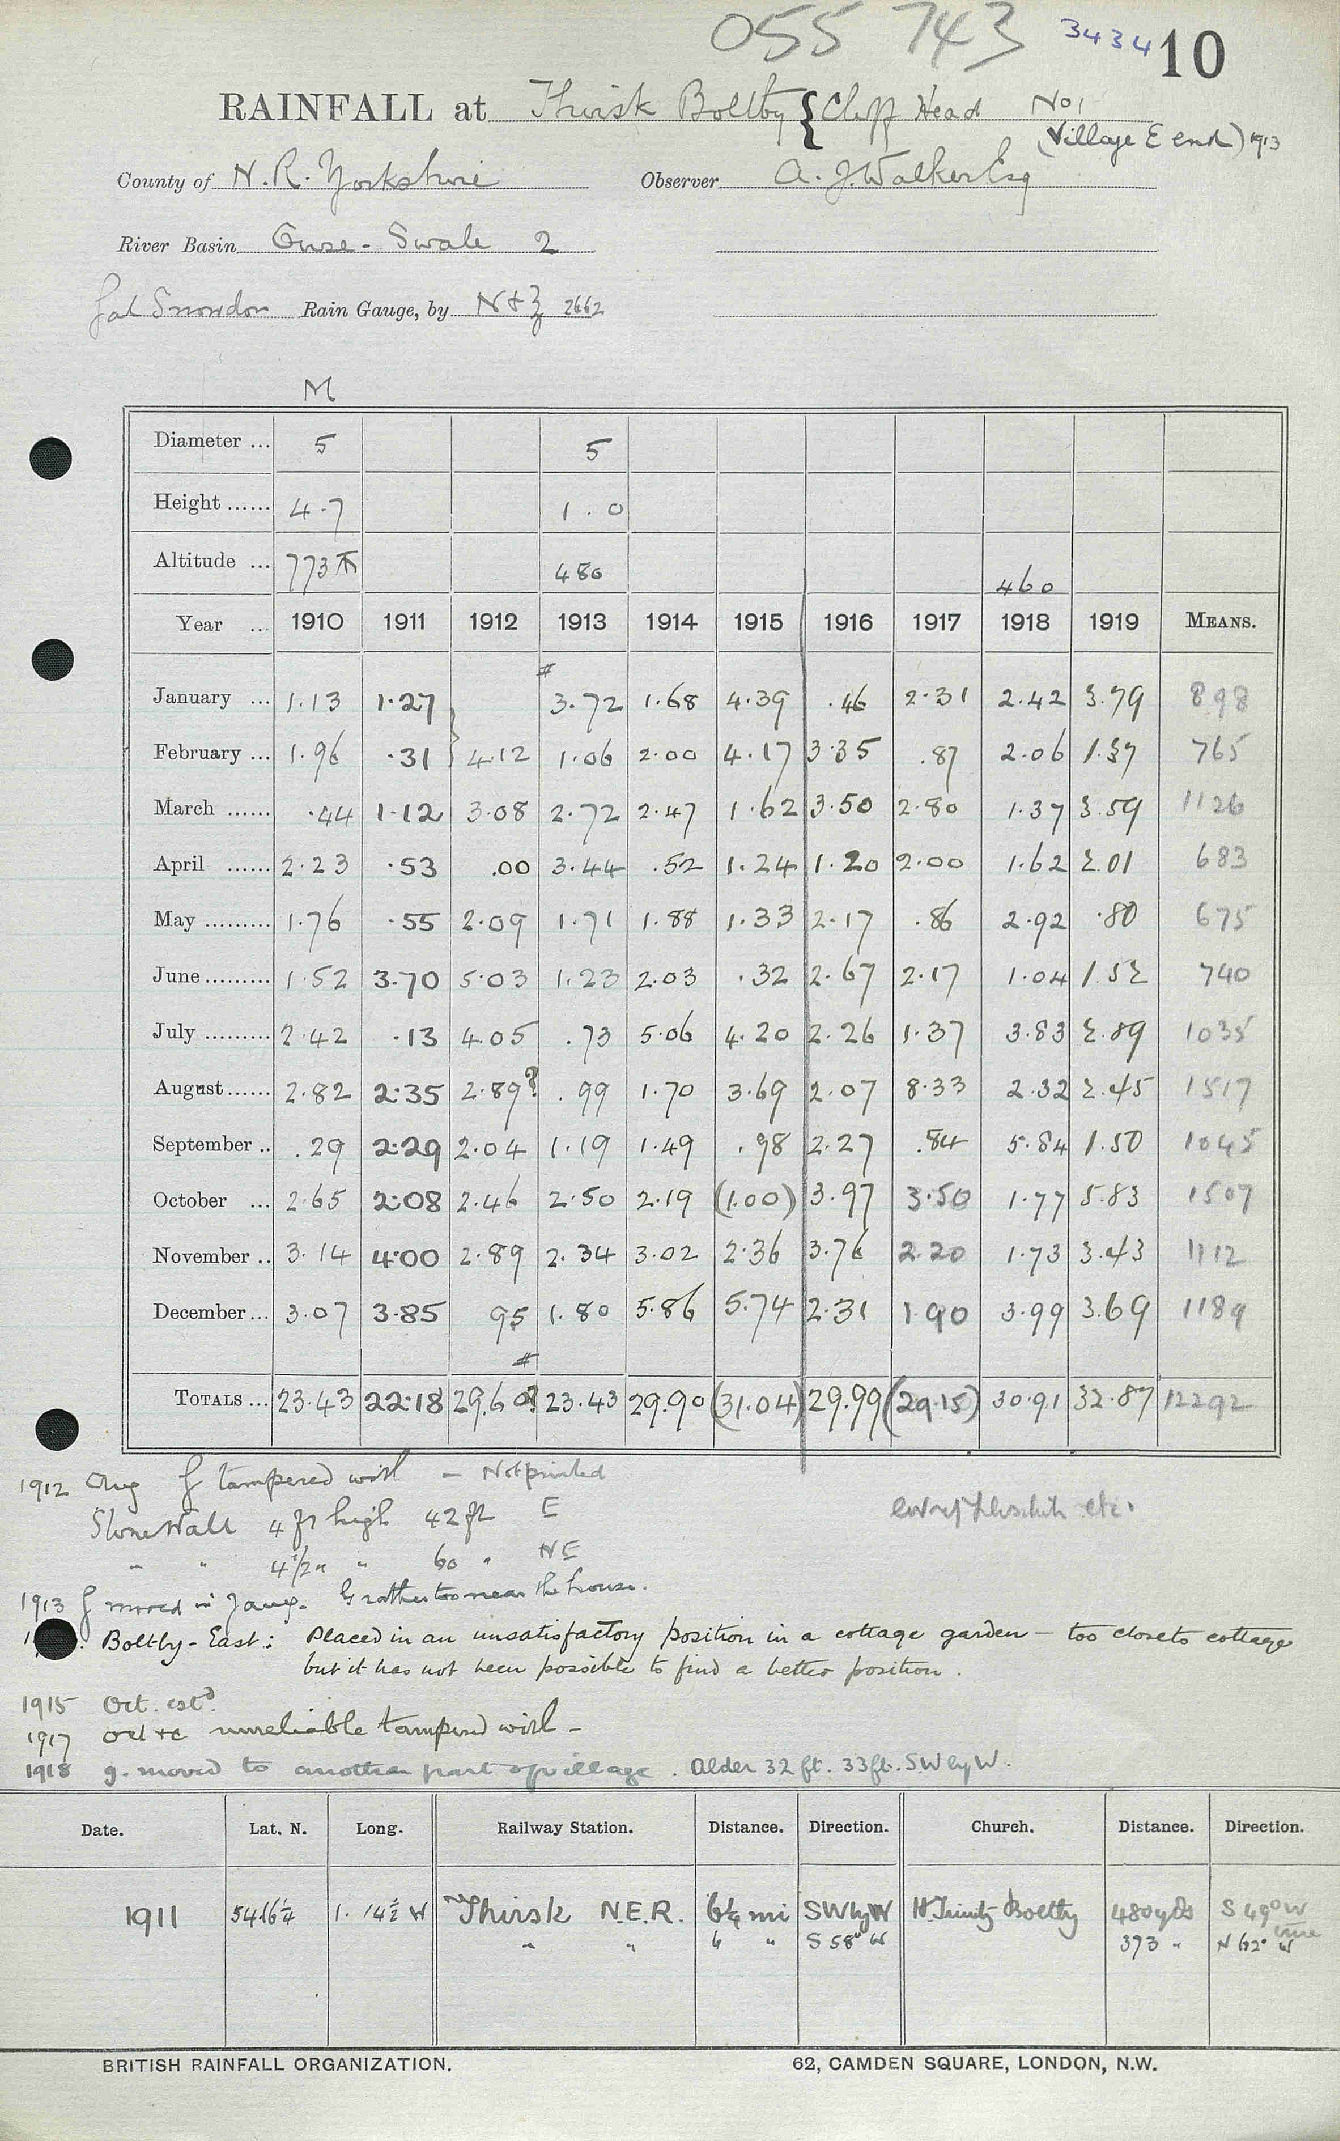 055 743 3434 10
RAINFALL at Thirsk Boltby { Cliff Head No 1
(Village E end) 1913
County of N.R. Yorkshire Observer A. J. Walker Esq
River Basin Ouse - Swale 2
Snowdon Rain Gauge, by N & Z 2662
M
Diameter ... 5 5
Height ...... 4.7 1.0
Altitude ... 773 480 460
Year ... 1910 1911 1912 1913 1914 1915 1916 1917 1918 1919 MEANS.
January ... 1.13 1.27 3.72 1.68 4.39 .46 2.31 2.42 3.79 898
February ... 1.96 .31 } 4.12 1.06 2.00 4.17 3.35 .87 2.06 1.37 765
March ...... .44 1.12 3.08 2.72 2.47 1.62 3.50 2.80 1.37 3.59 1126
April ...... 2.23 .53 .00 3.44 .52 1.24 1.20 2.00 1.62 2.01 683
May ......... 1.76 .55 2.09 1.71 1.88 1.33 2.17 .86 2.92 .80 675
June ......... 1.52 3.70 5.03 1.23 2.03 .32 2.67 2.17 1.04 1.52 740
July ......... 2.42 .13 4.05 .73 5.06 4.20 2.26 1.37 3.83 2.89 1035
August...... 2.82 2.35 2.89? .99 1.70 3.69 2.07 8.33 2.32 2.45 1517
September .. .29 2.29 2.04 1.19 1.49 .98 2.27 .84 5.84 1.50 1045
October ... 2.65 2.08 2.46 2.50 2.19 (1.00) 3.97 3.50 1.77 5.83 1507
November .. 3.14 4.00 2.89 2.34 3.02 2.36 3.76 2.20 1.73 3.43 1112
December ... 3.07 3.85 95 1.80 5.86 5.74 2.31 1.90 3.99 3.69 1189
TOTALS ... 23.43 22.18 29.60? 23.43 29.90 (31.04) 29.99 (29.15) 30.91 32.87 12292
1912 Aug g tampered with - Not printed
Stone Wall 4 ft high 42 ft E
" " 4 1/2 " " 60 " NE
etc.
1913 g moved in Jany. G rather too near the house.
Boltby-East: Placed in an unsatisfactory position in a cottage garden - too close to cottage
but it has not been possible to find a better position.
1915 Oct. estd.
1917 Oct &c unreliable tampered with -
1918 g. moved to another part of village. Alder 32 ft. 33ft. SW by W.
Date. Lat. N. Long. Railway Station. Distance. Direction. Church. Distance. Direction.
1911 54 16¼ 1. 14½ W Thirsk N.E.R. 6¼ mi SW by W H. Trinity Boltby 480 yds S 49° W
" " 6 " S 58° W 373 " N 62° W true
BRITISH RAINFALL ORGANIZATION. 62, CAMDEN SQUARE, LONDON, N.W.